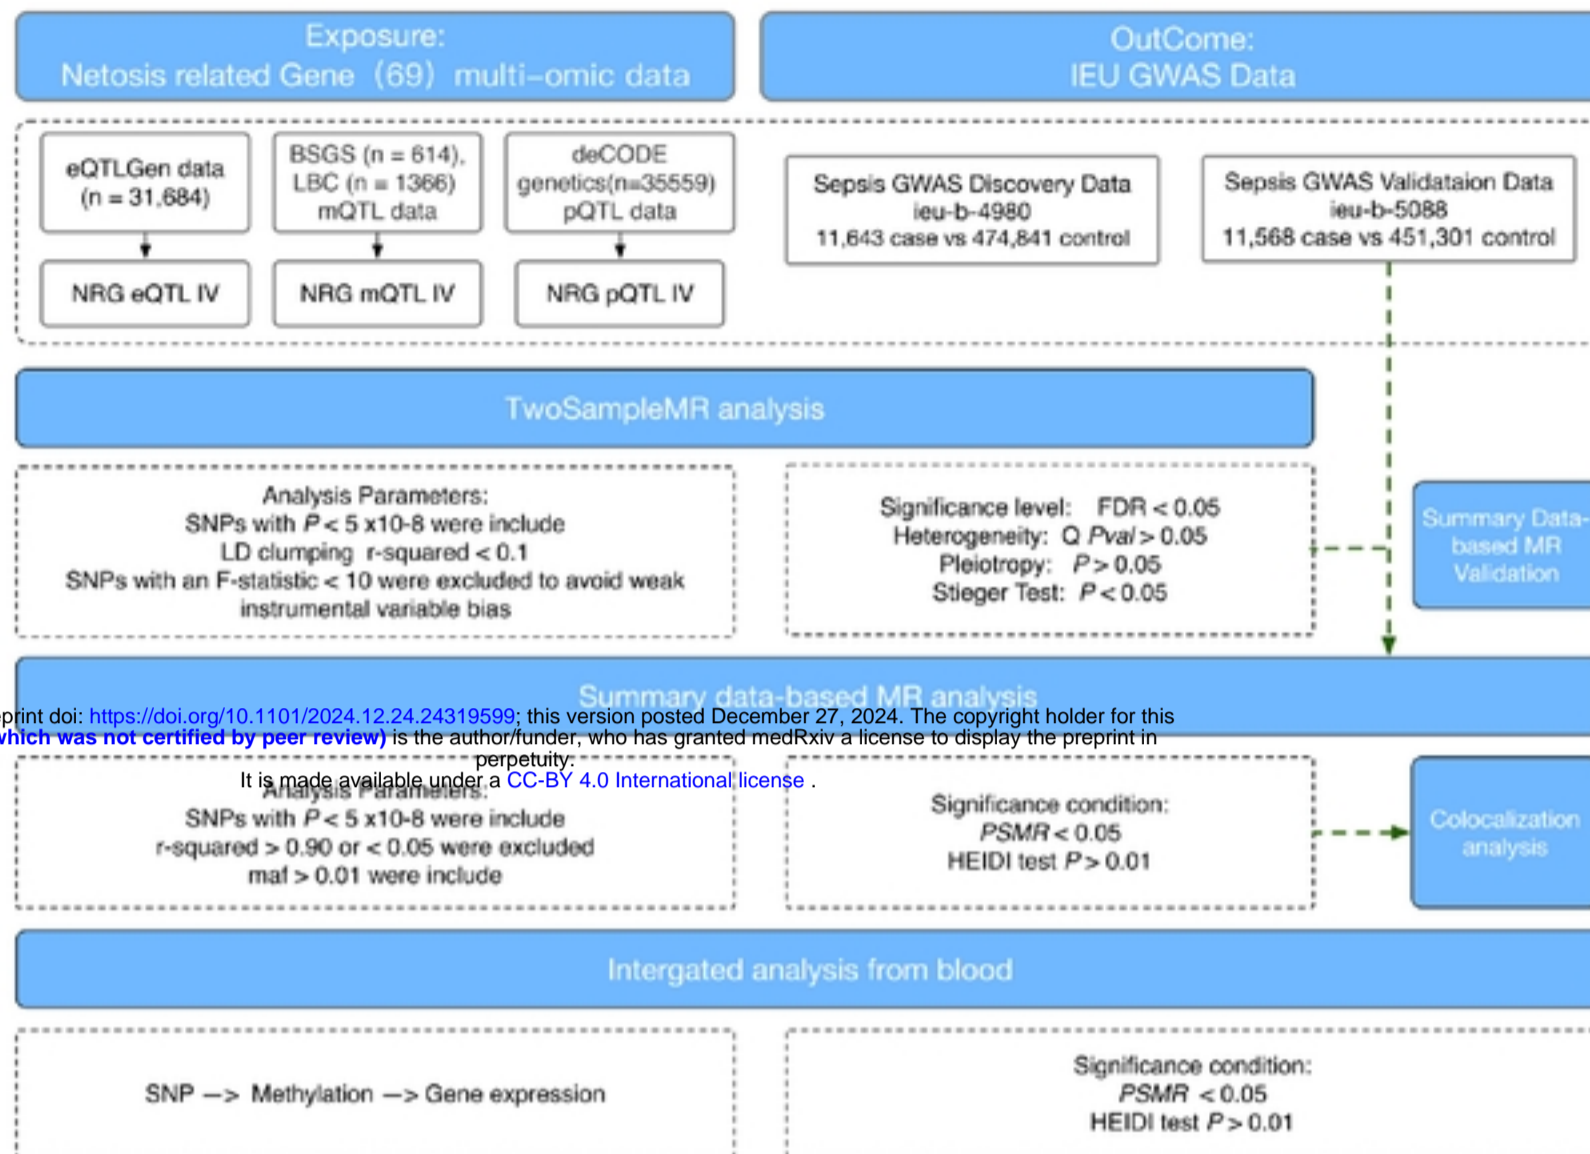 Exposure:
Netosis related Gene (69) multi-omic data
OutCome:
IEU GWAS Data
eQTLGen data
(n = 31,684)
BSGS (n = 614),
LBC (n = 1366)
mQTL data
deCODE
genetics(n=35559)
pQTL data
NRG eQTL IV
NRG mQTL IV
NRG pQTL IV
Sepsis GWAS Discovery Data
ieu-b-4980
11,643 case vs 474,841 control
Sepsis GWAS Validataion Data
ieu-b-5088
11,568 case vs 451,301 control
TwoSampleMR analysis
Analysis Parameters:
SNPs with P < 5 x10-8 were include
LD clumping r-squared < 0.1
SNPs with an F-statistic < 10 were excluded to avoid weak
instrumental variable bias
Significance level: FDR < 0.05
Heterogeneity: Q Pval > 0.05
Pleiotropy: P > 0.05
Stieger Test: P < 0.05
Summary Data-
based MR
Validation
Summary data-based MR analysis
eprint doi: https://doi.org/10.1101/2024.12.24.24319599; this version posted December 27, 2024. The copyright holder for this
which was not certified by peer review) is the author/funder, who has granted medRxiv a license to display the preprint in
perpetuity.
It is made available under a CC-BY 4.0 International license .
Analysis Parameters:
SNPs with P < 5 x10-8 were include
r-squared > 0.90 or < 0.05 were excluded
maf > 0.01 were include
Significance condition:
PSMR < 0.05
HEIDI test P > 0.01
Colocalization
analysis
Intergated analysis from blood
SNP —> Methylation —> Gene expression
Significance condition:
PSMR < 0.05
HEIDI test P > 0.01